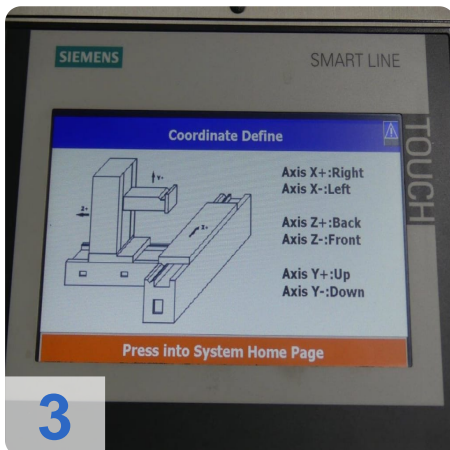 SIEMENS
SMART LINE
TOUCH
Coordinate Define
Axis X+:Right
Axis X-:Left
Axis Z+:Back
Axis Z-:Front
Axis Y+:Up
Axis Y-:Down
Press into System Home Page
3